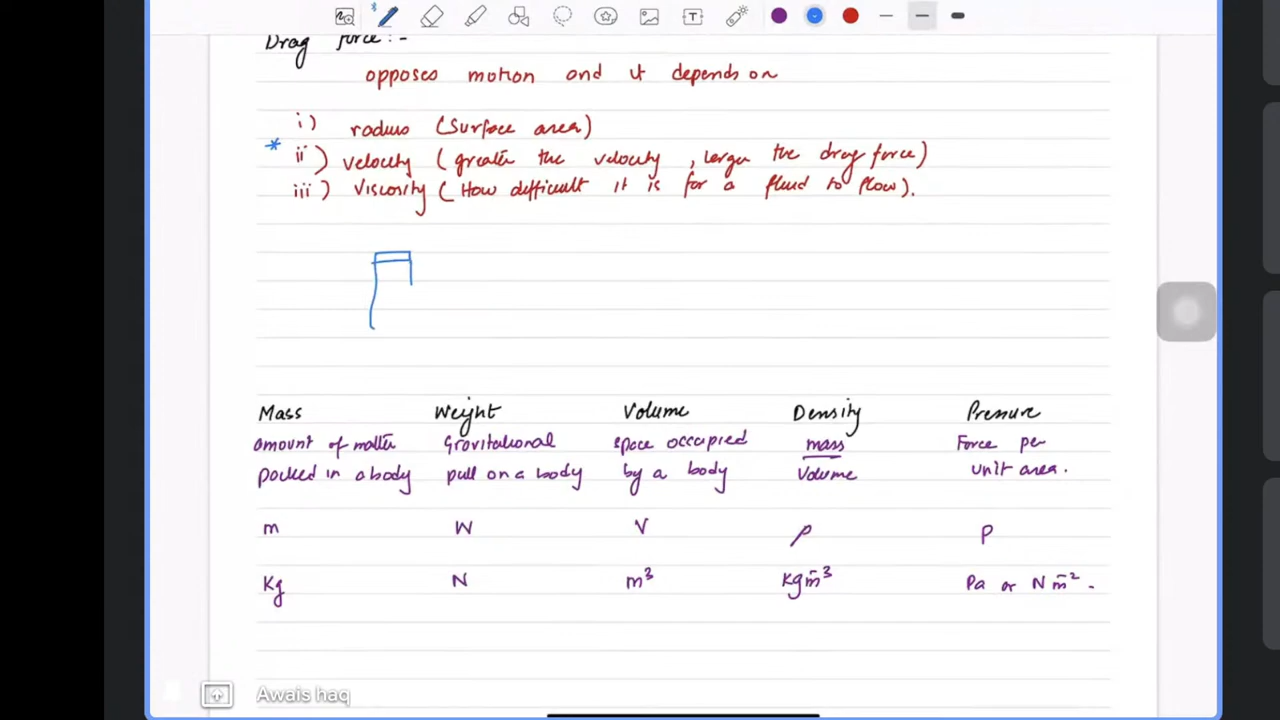 Drag force:-
opposes motion and it depends on
i) radius (surface area)
* ii) velocity (greater the velocity, larger the drag force)
iii) viscosity (How difficult it is for a fluid to flow).
Mass Weight Volume Density Pressure
amount of matter Gravitational space occupied mass Force per
packed in a body pull on a body by a body Volume unit area.
m W V ρ P
Kg N m³ Kgm⁻³ Pa or Nm⁻².
Awais haq